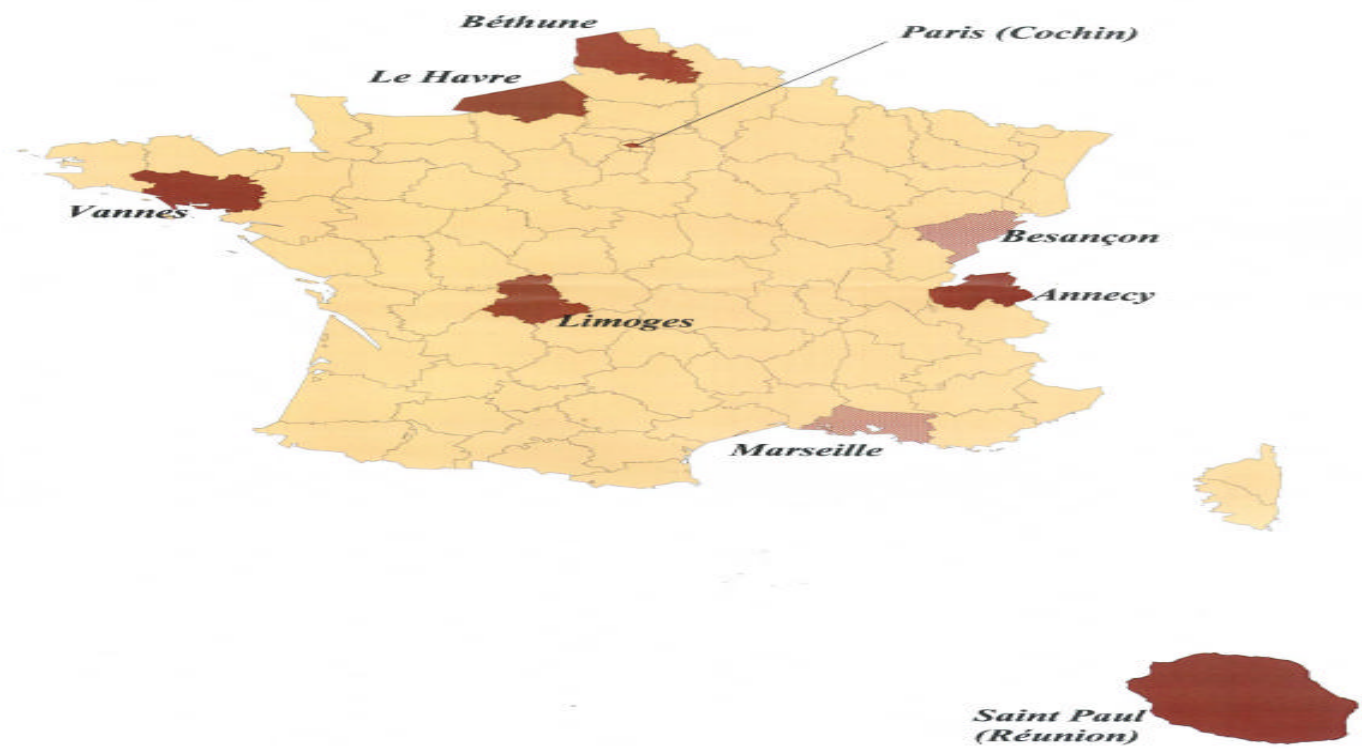 Béthune
Paris (Cochin)
Le Havre
Vannes
Besançon
Annecy
Limoges
Marseille
Saint Paul
(Réunion)